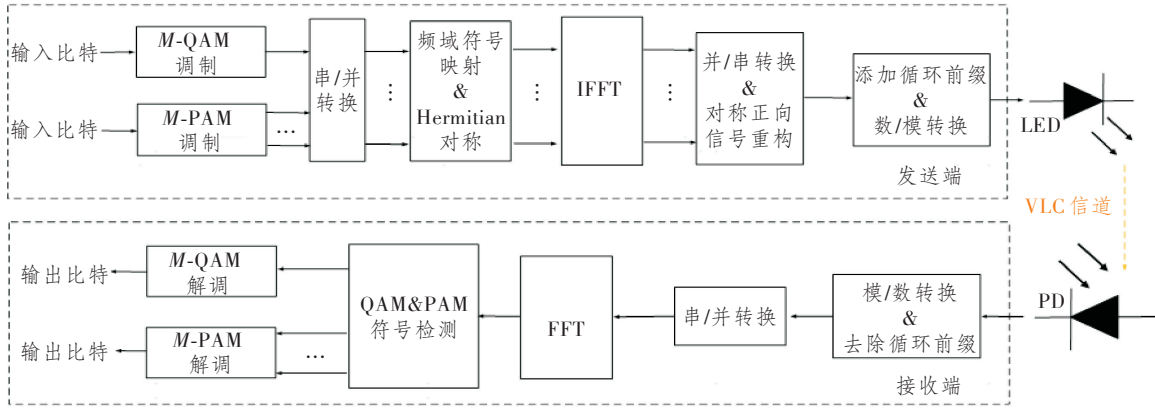 输入比特
M-QAM
调制
输入比特
M-PAM
调制
...
串/并
转换
...
频域符号
映射
&
Hermitian
对称
...
IFFT
...
并/串转换
&
对称正向
信号重构
添加循环前缀
&
数/模转换
发送端
LED
VLC信道
PD
模/数转换
&
去除循环前缀
接收端
串/并转换
FFT
QAM&PAM
符号检测
...
M-QAM
解调
输出比特
M-PAM
解调
输出比特